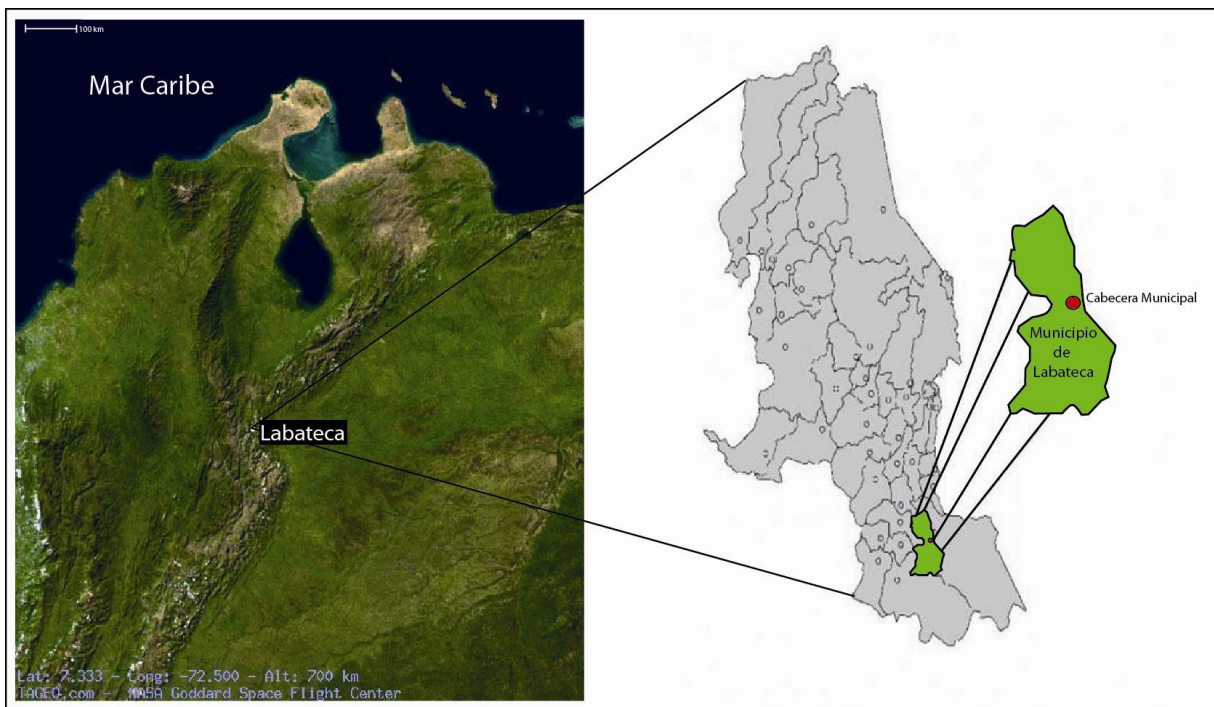 100 km
Mar Caribe
Labateca
Lat: 7.333 - Long: -72.500 - Alt: 700 km
TAGEO.com - NASA Goddard Space Flight Center
Cabecera Municipal
Municipio
de
Labateca